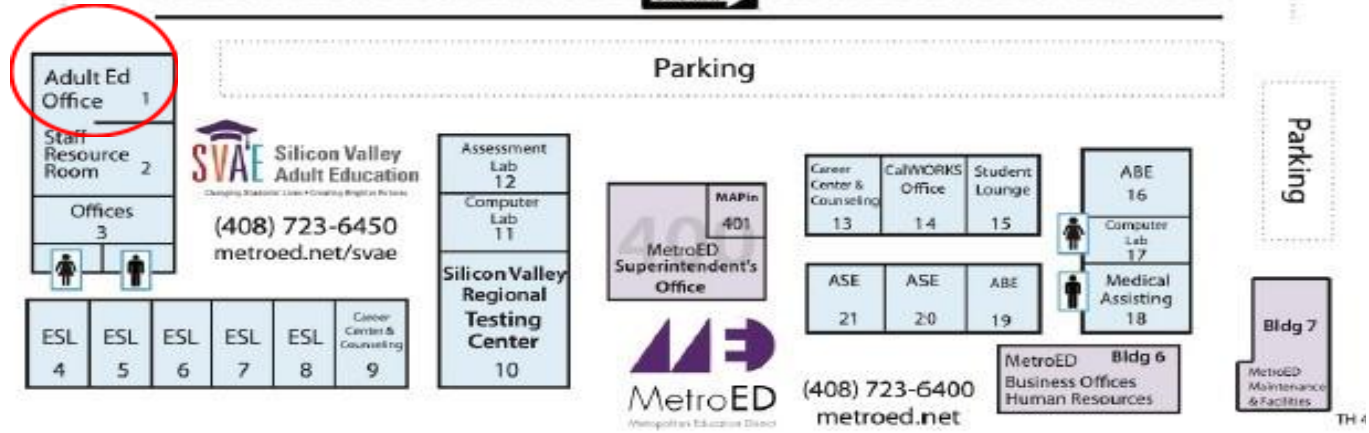 Parking
Adult Ed
Office 1
Staff
Resource
Room 2
Offices
3
SVAE Silicon Valley
Adult Education
(408) 723-6450
metroed.net/svae
ESL
4
ESL
5
ESL
6
ESL
7
ESL
8
Career
Center &
Counseling
9
Assessment
Lab
12
Computer
Lab
11
Silicon Valley
Regional
Testing
Center
10
400
MAPin
401
MetroED
Superintendent's
Office
MetroED
Career
Center &
Counseling
13
CalWORKS
Office
14
Student
Lounge
15
ASE
21
ASE
20
ABE
19
ABE
16
Computer
Lab
17
Medical
Assisting
18
MetroED Bldg 6
Business Offices
Human Resources
(408) 723-6400
metroed.net
Parking
Bldg 7
MetroED
Maintenance
& Facilities
TH 4